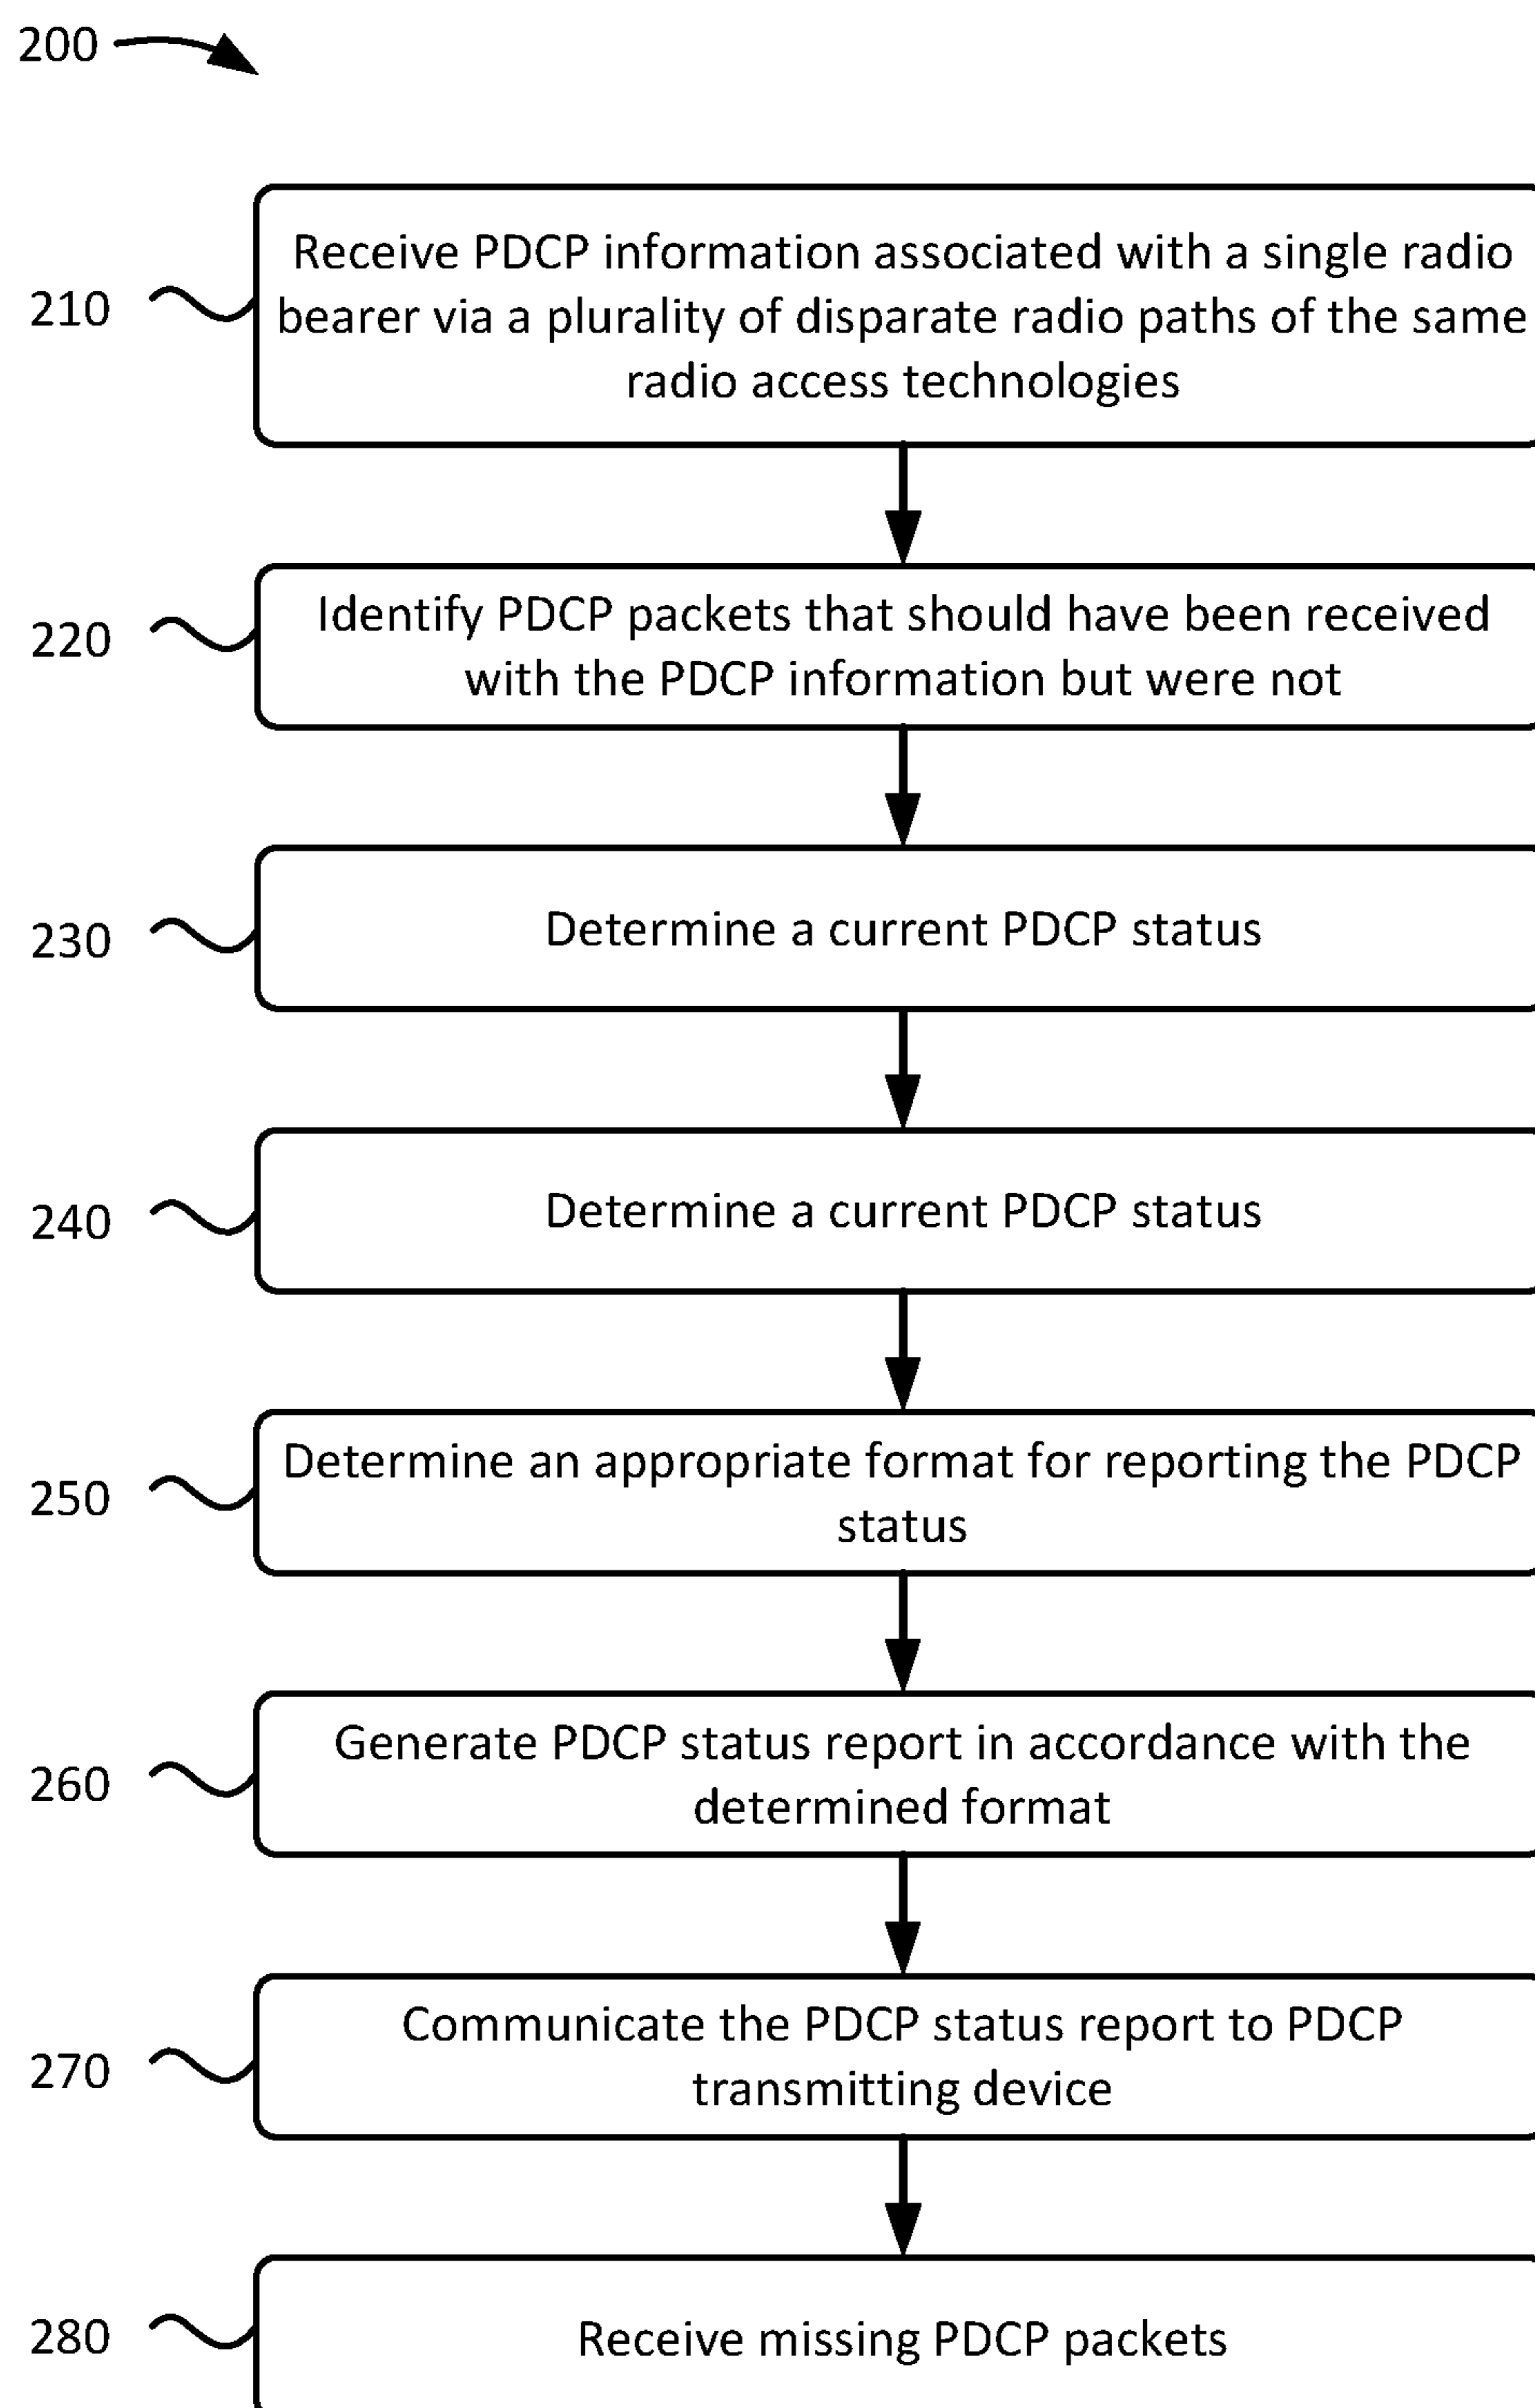 200
210
Receive PDCP information associated with a single radio
bearer via a plurality of disparate radio paths of the same
radio access technologies
220
Identify PDCP packets that should have been received
with the PDCP information but were not
230
Determine a current PDCP status
240
Determine a current PDCP status
250
Determine an appropriate format for reporting the PDCP
status
260
Generate PDCP status report in accordance with the
determined format
270
Communicate the PDCP status report to PDCP
transmitting device
280
Receive missing PDCP packets